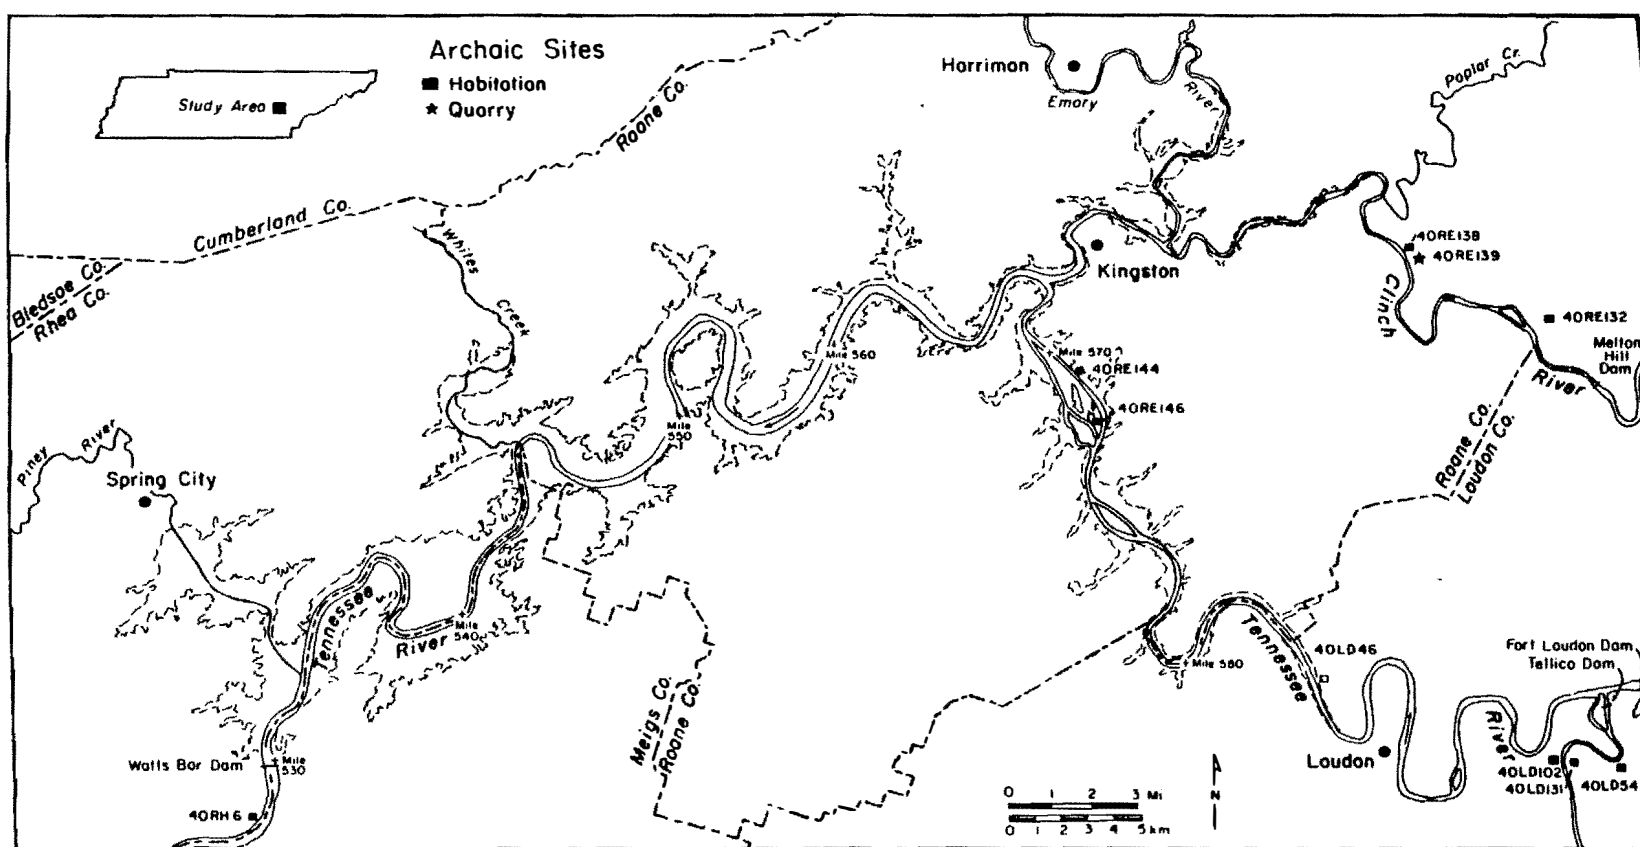 Archaic Sites
Habitation
Quarry
Study Area
Harriman
Emory
River
Poplar Cr.
Roane Co.
Cumberland Co.
Bledsoe Co.
Rhea Co.
Whites
Creek
Kingston
40RE138
40RE139
Clinch
River
40RE132
Melton
Hill
Dam
Mile 560
Mile 570
40RE144
40RE146
Mile
550
Roane Co.
Loudon Co.
Piney River
Spring City
Tennessee
River
Mile
540
Mile 580
Tennessee
River
40LD46
Fort Loudon Dam
Tellico Dam
Meigs Co.
Roane Co.
Watts Bar Dam
Mile
530
40RH6
Loudon
40LD102
40LD131
40LD54
0 1 2 3 Mi
0 1 2 3 4 5 km
N